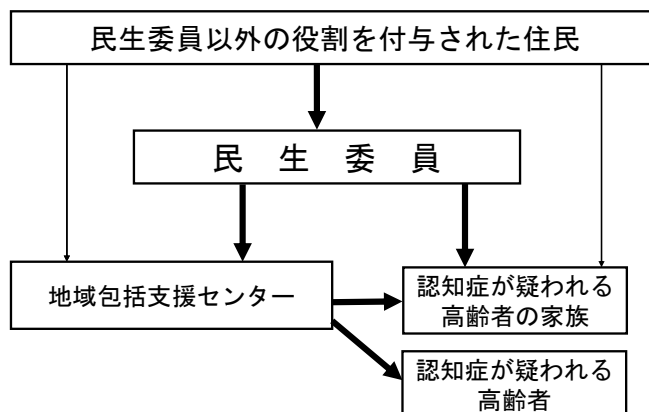 民生委員以外の役割を付与された住民
民　生　委　員
地域包括支援センター
認知症が疑われる
高齢者の家族
認知症が疑われる
高齢者